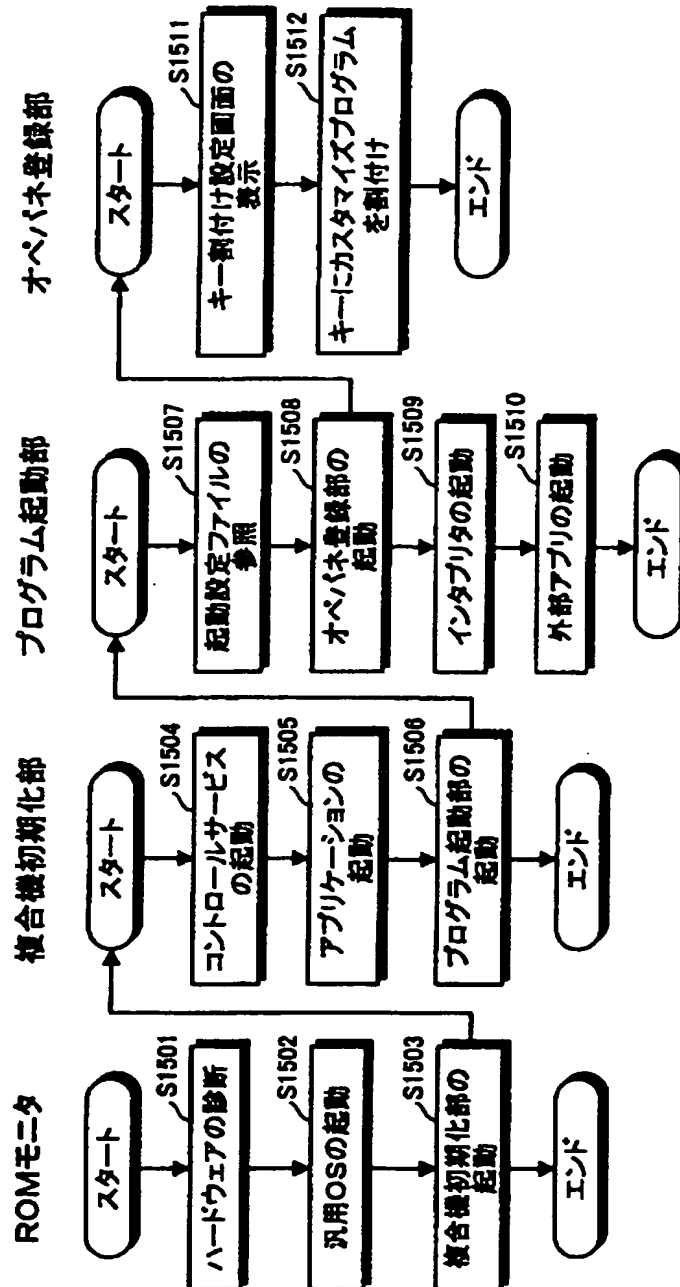 ROMモニタ
スタート
S1501
ハードウェアの診断
S1502
汎用OSの起動
S1503
複合機初期化部の
起動
エンド
複合機初期化部
スタート
S1504
コントロールサービス
の起動
S1505
アプリケーションの
起動
S1506
プログラム起動部の
起動
エンド
プログラム起動部
スタート
S1507
起動設定ファイルの
参照
S1508
オペパネ登録部の
起動
S1509
インタプリタの起動
S1510
外部アプリの起動
エンド
オペパネ登録部
スタート
S1511
キー割付け設定画面の
表示
S1512
キーにカスタマイズプログラム
を割付け
エンド